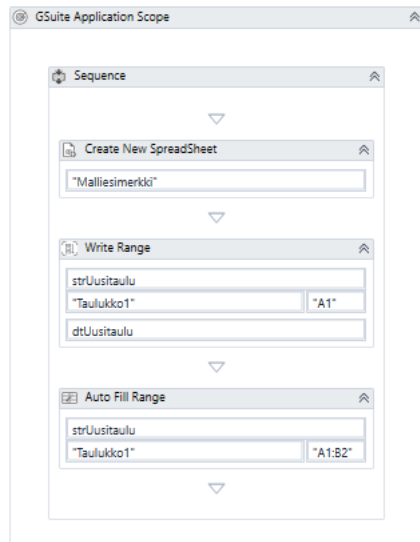 GSuite Application Scope
Sequence
Create New SpreadSheet
"Malliesimerkki"
Write Range
strUusitaulu
"Taulukko1" "A1"
dtUusitaulu
Auto Fill Range
strUusitaulu
"Taulukko1" "A1:B2"